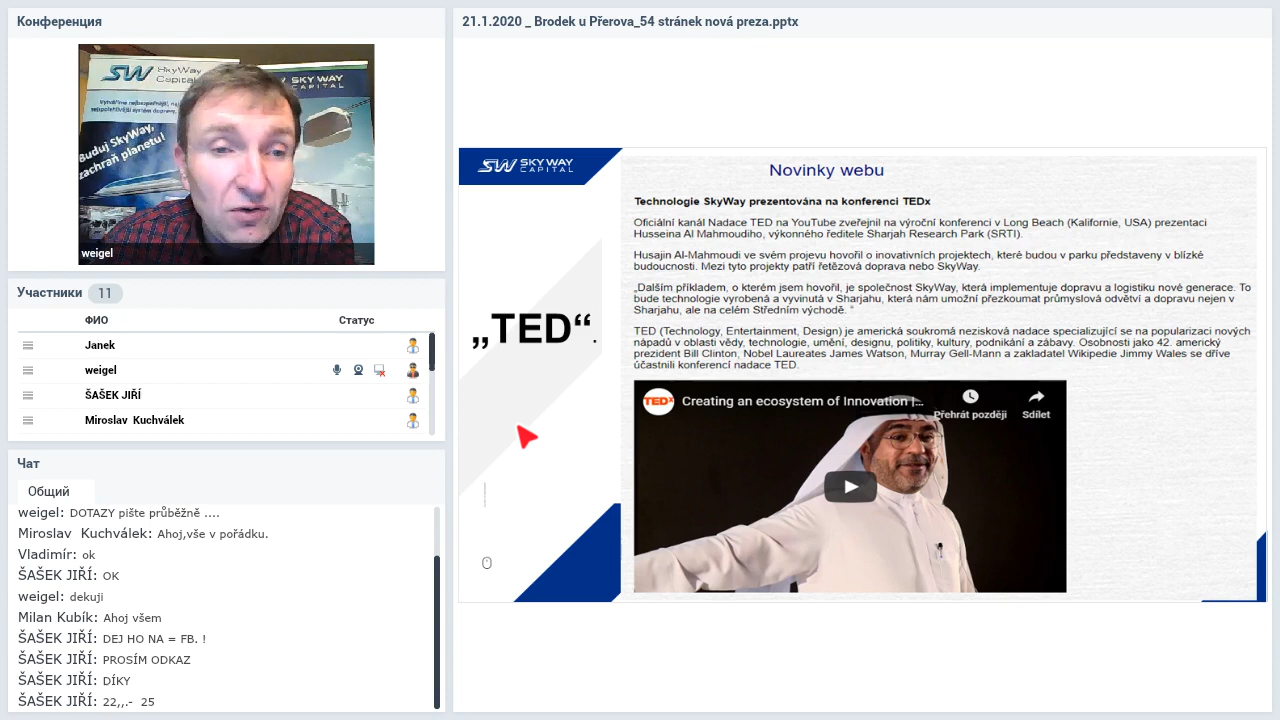 Конференция
SW SkyWay Capital
SKY WAY CAPITAL
Buduj SkyWay,
zachraň planetu!
weigel
Участники 11
ФИО Статус
Janek
weigel
ŠAŠEK JIŘÍ
Miroslav Kuchválek
Чат
Общий
weigel: DOTAZY pište průběžně ....
Miroslav Kuchválek: Ahoj,vše v pořádku.
Vladimír: ok
ŠAŠEK JIŘÍ: OK
weigel: dekuji
Milan Kubík: Ahoj všem
ŠAŠEK JIŘÍ: DEJ HO NA = FB. !
ŠAŠEK JIŘÍ: PROSÍM ODKAZ
ŠAŠEK JIŘÍ: DÍKY
ŠAŠEK JIŘÍ: 22,,.- 25
21.1.2020 _ Brodek u Přerova_54 stránek nová preza.pptx
SW SKY WAY CAPITAL
„TED“.
Novinky webu
Technologie SkyWay prezentována na konferenci TEDx
Oficiální kanál Nadace TED na YouTube zveřejnil na výroční konferenci v Long Beach (Kalifornie, USA) prezentaci
Husseina Al Mahmoudiho, výkonného ředitele Sharjah Research Park (SRTI).
Husajin Al-Mahmoudi ve svém projevu hovořil o inovativních projektech, které budou v parku představeny v blízké
budoucnosti. Mezi tyto projekty patří řetězová doprava nebo SkyWay.
„Dalším příkladem, o kterém jsem hovořil, je společnost SkyWay, která implementuje dopravu a logistiku nové generace. To
bude technologie vyrobená a vyvinutá v Sharjahu, která nám umožní přezkoumat průmyslová odvětví a dopravu nejen v
Sharjahu, ale na celém Středním východě. “
TED (Technology, Entertainment, Design) je americká soukromá nezisková nadace specializující se na popularizaci nových
nápadů v oblasti vědy, technologie, umění, designu, politiky, kultury, podnikání a zábavy. Osobnosti jako 42. americký
prezident Bill Clinton, Nobel Laureates James Watson, Murray Gell-Mann a zakladatel Wikipedie Jimmy Wales se dříve
účastnili konferencí nadace TED.
TEDx Creating an ecosystem of Innovation |...
Přehrát později Sdílet